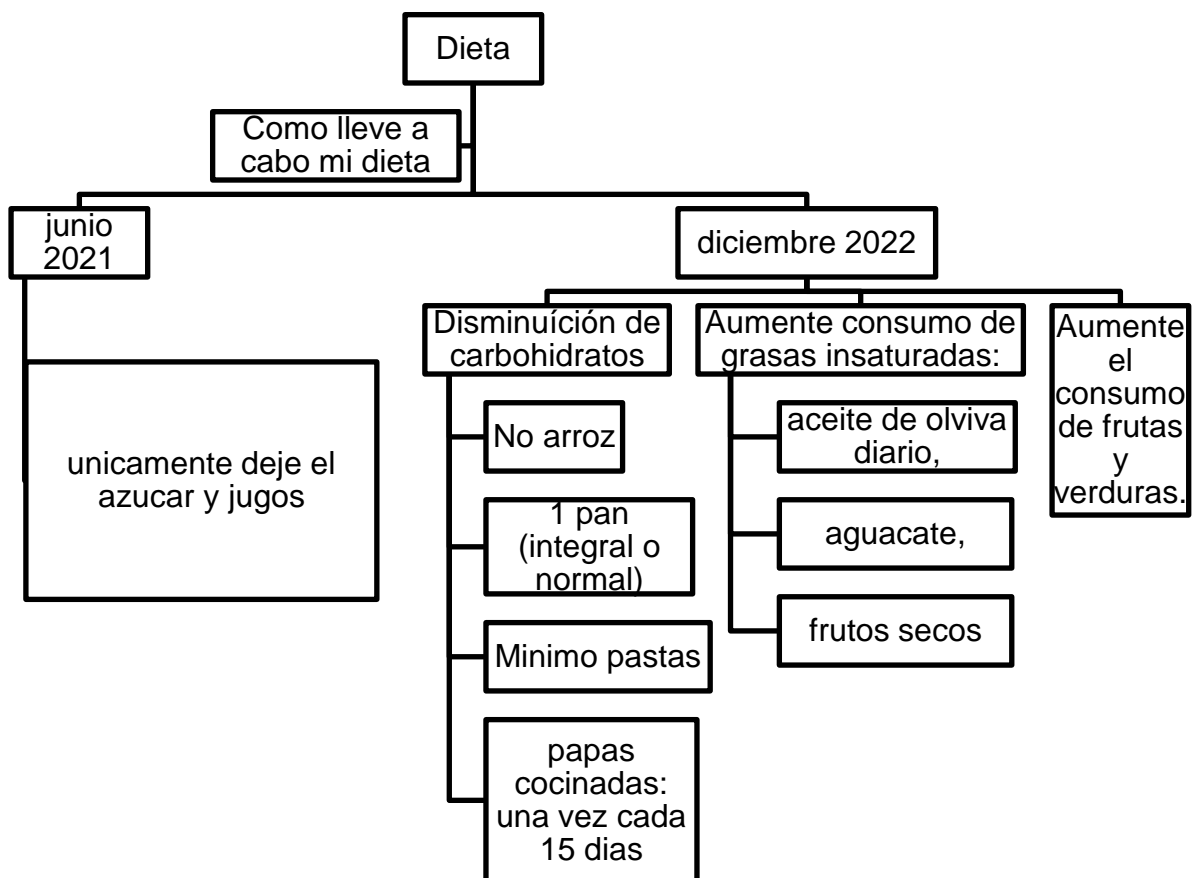 Dieta
Como lleve a
cabo mi dieta
junio
2021
unicamente deje el
azucar y jugos
diciembre 2022
Disminuíción de
carbohidratos
No arroz
1 pan
(integral o
normal)
Minimo pastas
papas
cocinadas:
una vez cada
15 dias
Aumente consumo de
grasas insaturadas:
aceite de olviva
diario,
aguacate,
frutos secos
Aumente
el
consumo
de frutas
y
verduras.